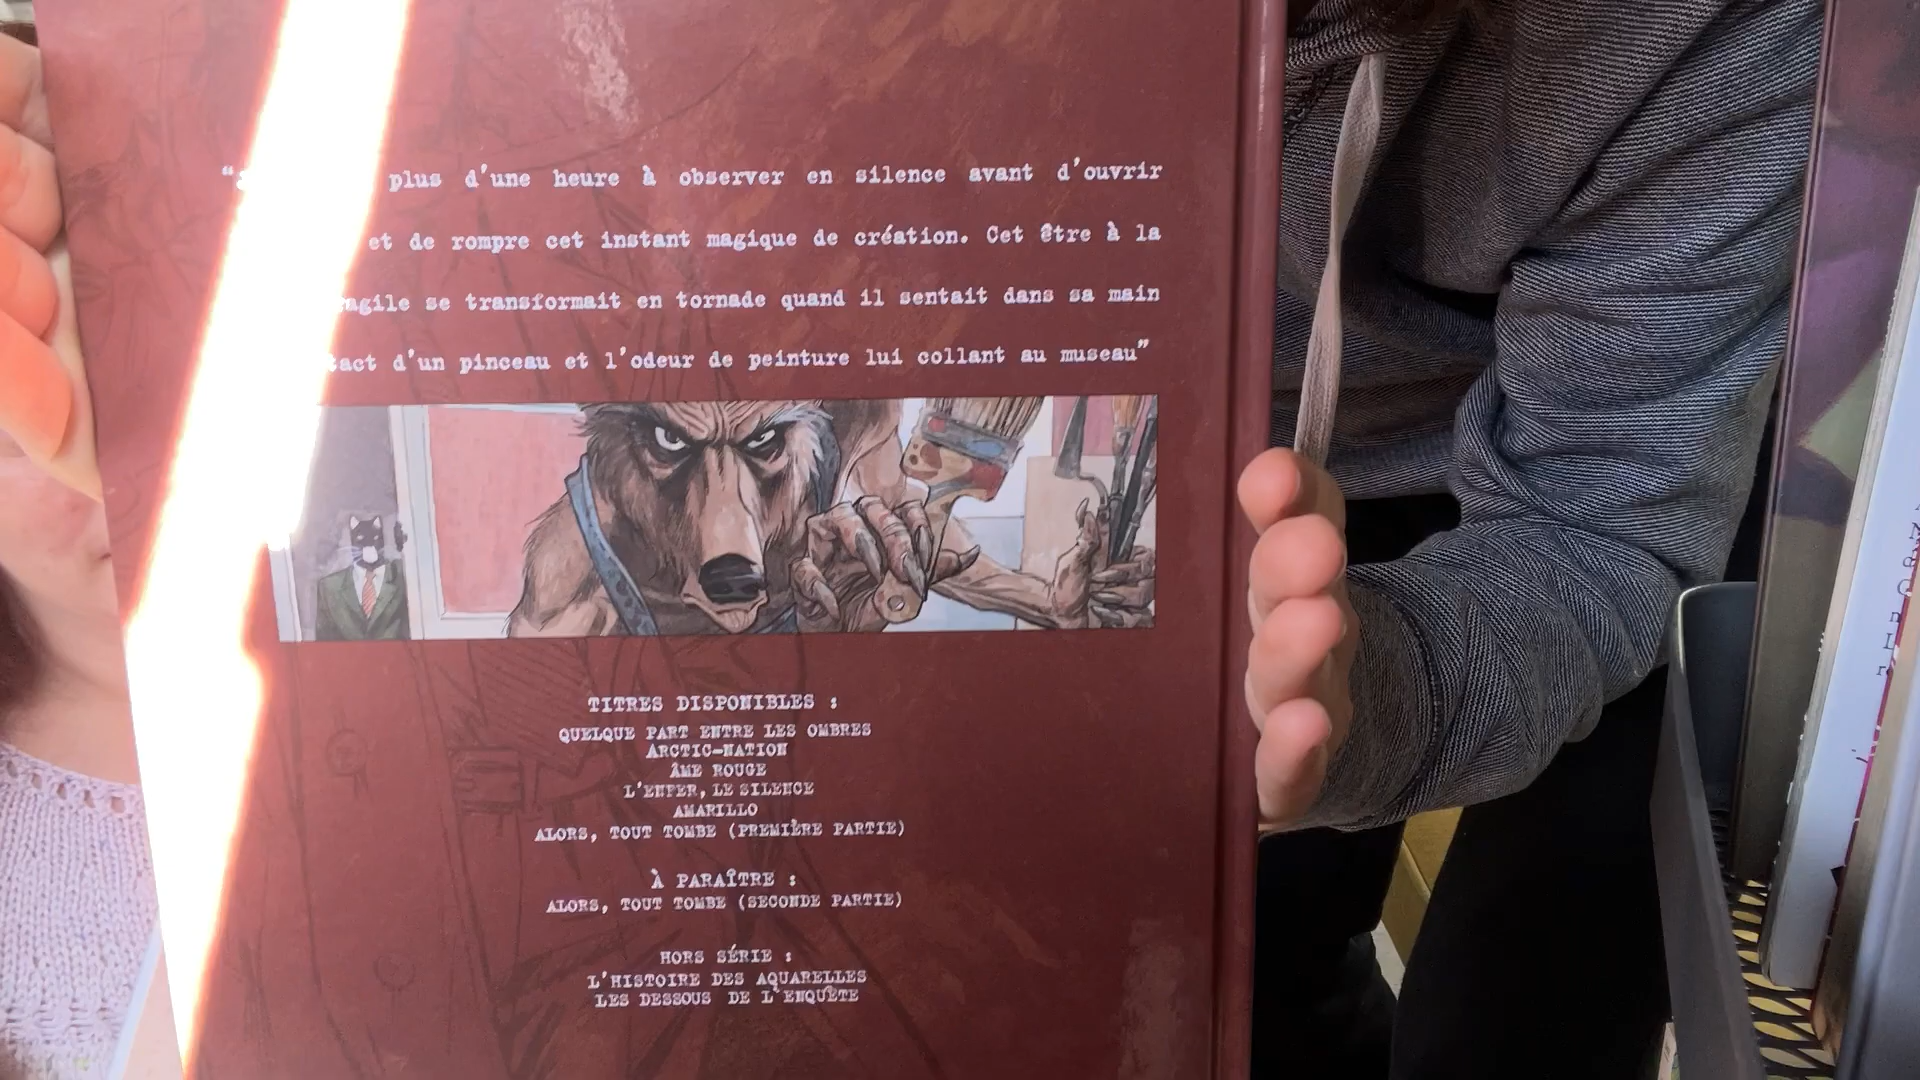 plus d'une heure à observer en silence avant d'ouvrir
et de rompre cet instant magique de création. Cet être à la
se transformait en tornade quand il sentait dans sa main
d'un pinceau et l'odeur de peinture lui collant au museau”
TITRES DISPONIBLES :
QUELQUE PART ENTRE LES OMBRES
ARCTIC-NATION
ÂME ROUGE
L'ENFER, LE SILENCE
AMARILLO
ALORS, TOUT TOMBE (PREMIÈRE PARTIE)
À PARAÎTRE :
ALORS, TOUT TOMBE (SECONDE PARTIE)
HORS SÉRIE :
L'HISTOIRE DES AQUARELLES
LES DESSOUS DE L'ENQUÊTE